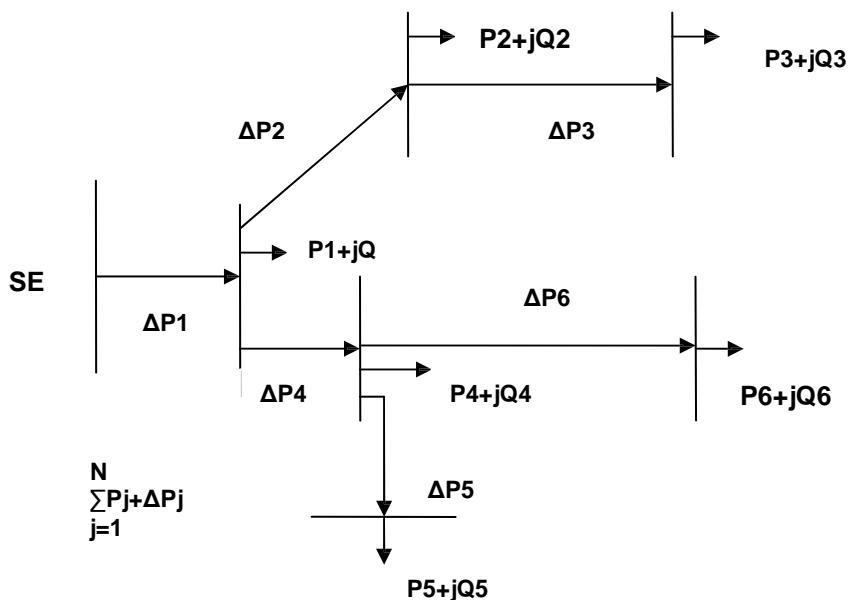 P2+jQ2
P3+jQ3
ΔP2
ΔP3
P1+jQ
SE
ΔP1
ΔP6
ΔP4
P4+jQ4
P6+jQ6
N
∑Pj+ΔPj
j=1
ΔP5
P5+jQ5